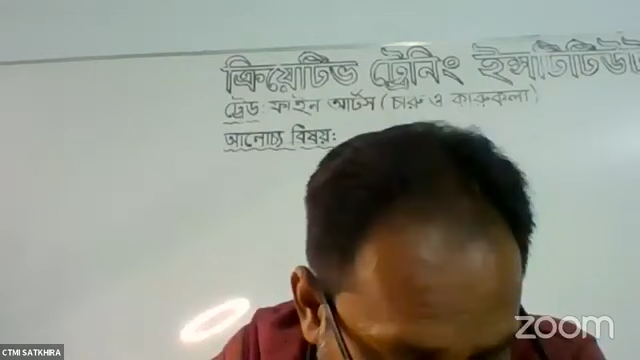 ক্রিয়েটিভ ট্রেনিং ইন্সটিটিউট
ট্রেড: ফাইন আর্টস (চারু ও কারুকলা)
আলোচ্য বিষয়:
zoom
CTMI SATKHIRA